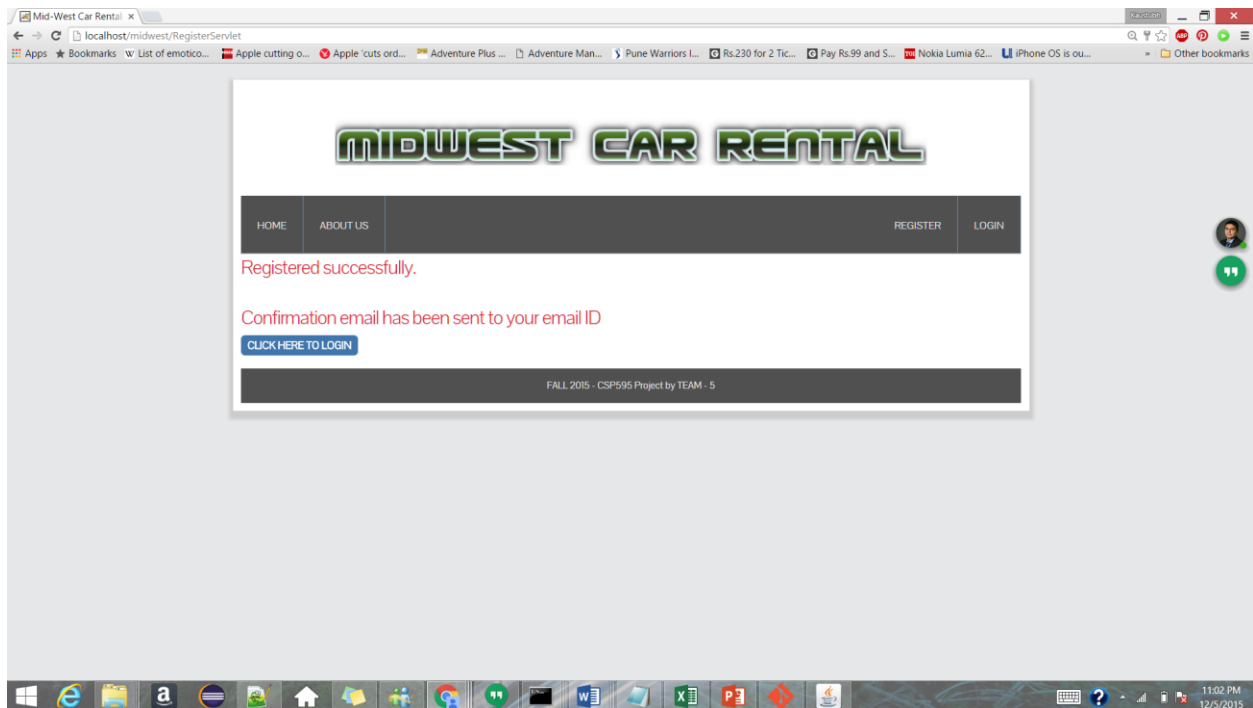 Mid-West Car Rental
Kaustubh
localhost/midwest/RegisterServlet
Apps Bookmarks List of emotico... Apple cutting o... Apple 'cuts ord... Adventure Plus ... Adventure Man... Pune Warriors I... Rs.230 for 2 Tic... Pay Rs.99 and S... Nokia Lumia 62... iPhone OS is ou... » Other bookmarks
MIDWEST CAR RENTAL
HOME ABOUT US REGISTER LOGIN
Registered successfully.
Confirmation email has been sent to your email ID
CLICK HERE TO LOGIN
FALL 2015 - CSP595 Project by TEAM - 5
11:02 PM
12/5/2015